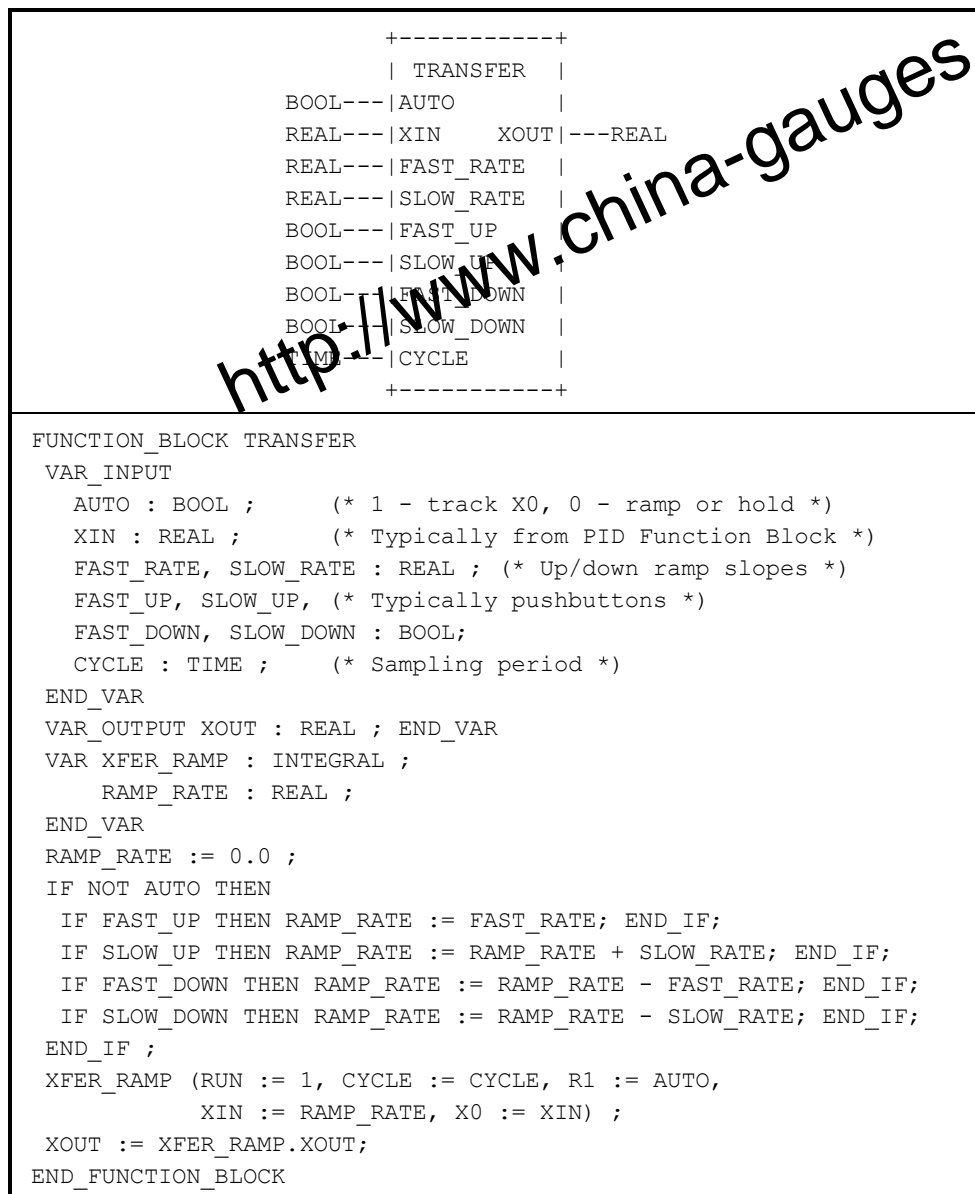 +-----------+
| TRANSFER |
BOOL---|AUTO |
REAL---|XIN XOUT|---REAL
REAL---|FAST_RATE |
REAL---|SLOW_RATE |
BOOL---|FAST_UP |
BOOL---|SLOW_UP |
BOOL---|FAST_DOWN |
BOOL---|SLOW_DOWN |
TIME---|CYCLE |
+-----------+
http://www.china-gauges
FUNCTION_BLOCK TRANSFER
VAR_INPUT
AUTO : BOOL ; (* 1 - track X0, 0 - ramp or hold *)
XIN : REAL ; (* Typically from PID Function Block *)
FAST_RATE, SLOW_RATE : REAL ; (* Up/down ramp slopes *)
FAST_UP, SLOW_UP, (* Typically pushbuttons *)
FAST_DOWN, SLOW_DOWN : BOOL;
CYCLE : TIME ; (* Sampling period *)
END_VAR
VAR_OUTPUT XOUT : REAL ; END_VAR
VAR XFER_RAMP : INTEGRAL ;
RAMP_RATE : REAL ;
END_VAR
RAMP_RATE := 0.0 ;
IF NOT AUTO THEN
IF FAST_UP THEN RAMP_RATE := FAST_RATE; END_IF;
IF SLOW_UP THEN RAMP_RATE := RAMP_RATE + SLOW_RATE; END_IF;
IF FAST_DOWN THEN RAMP_RATE := RAMP_RATE - FAST_RATE; END_IF;
IF SLOW_DOWN THEN RAMP_RATE := RAMP_RATE - SLOW_RATE; END_IF;
END_IF ;
XFER_RAMP (RUN := 1, CYCLE := CYCLE, R1 := AUTO,
XIN := RAMP_RATE, X0 := XIN) ;
XOUT := XFER_RAMP.XOUT;
END_FUNCTION_BLOCK